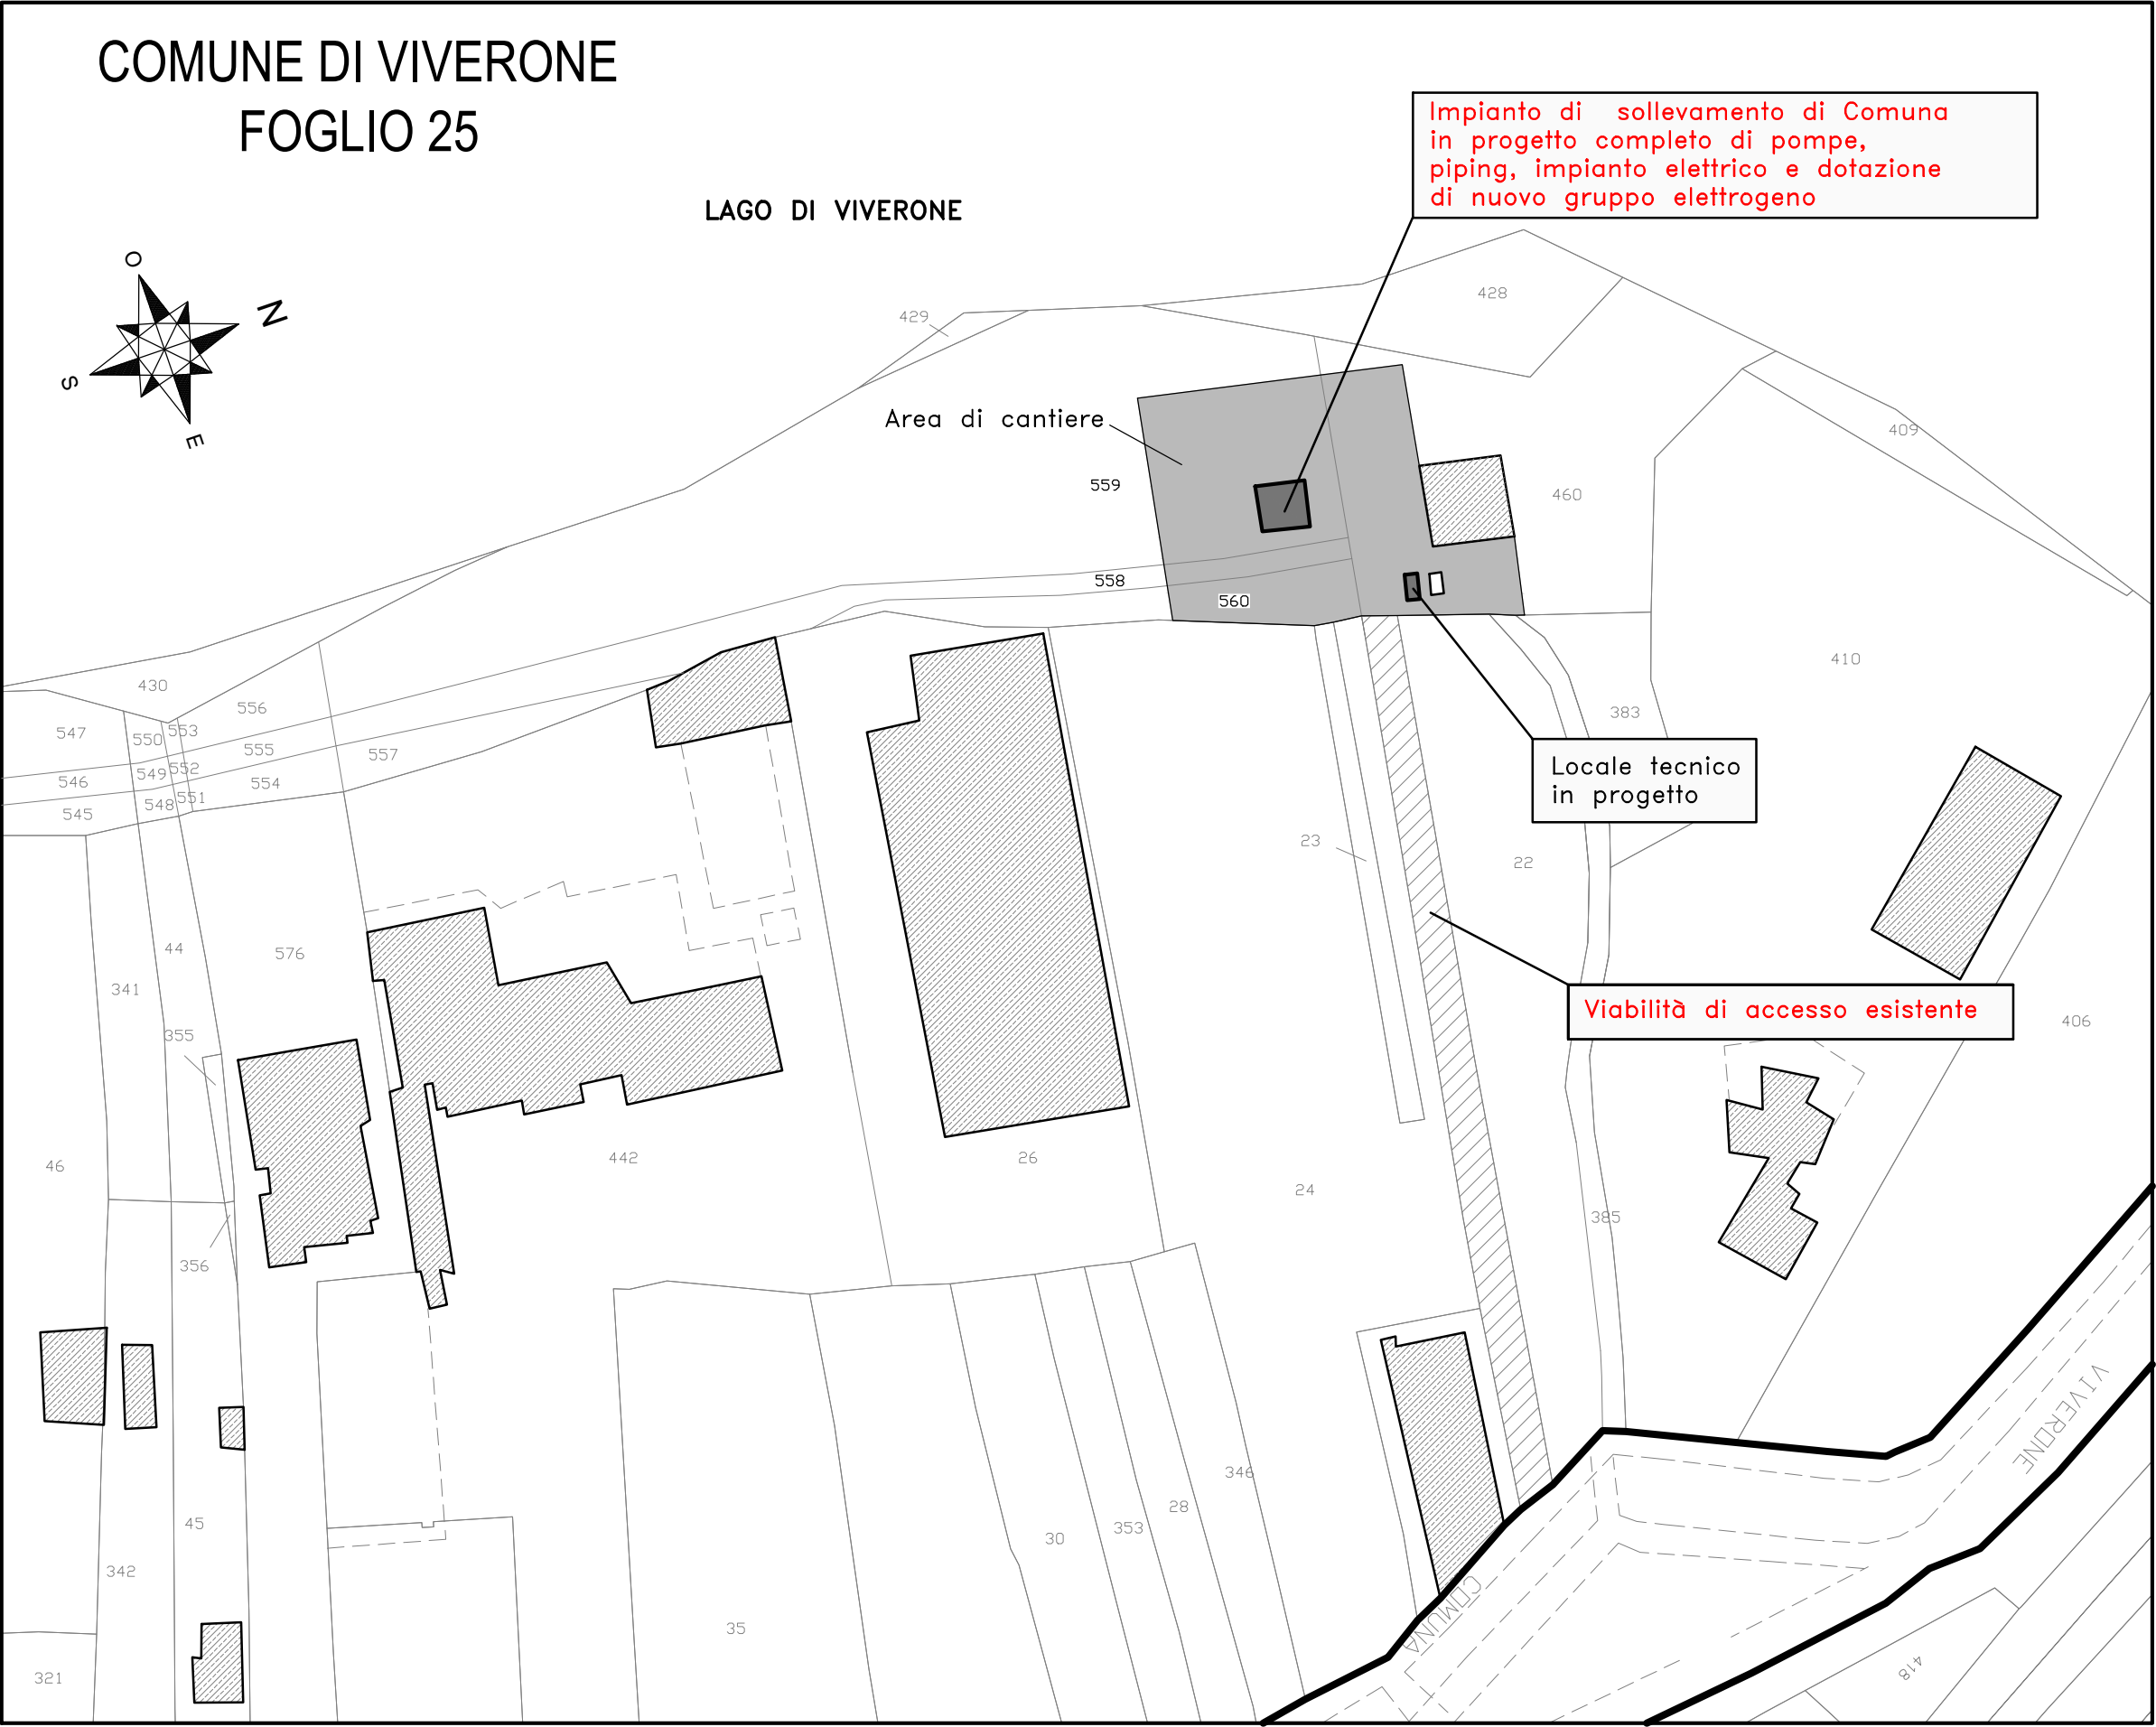 COMUNE DI VIVERONE
FOGLIO 25
Impianto di sollevamento di Comuna
in progetto completo di pompe,
piping, impianto elettrico e dotazione
di nuovo gruppo elettrogeno
LAGO DI VIVERONE
O
N
S
E
429
428
409
Area di cantiere
559
460
558
560
430
556
547
550
553
555
557
546
549
552
554
545
548
551
410
383
Locale tecnico
in progetto
23
22
44
576
341
355
Viabilità di accesso esistente
406
46
442
26
24
385
356
VIVERONE
346
28
353
30
45
342
COMUNA
35
321
418